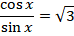 cos x / sin x = √3